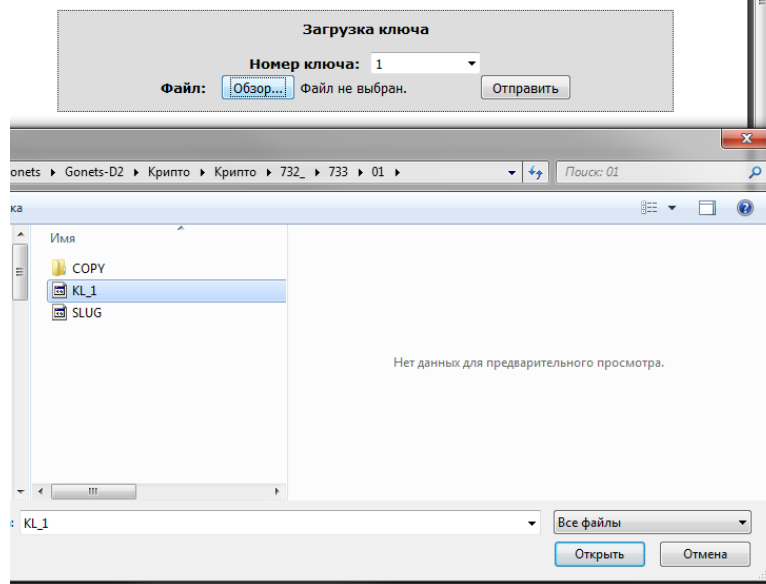 Загрузка ключа
Номер ключа: 1
Файл: Обзор... Файл не выбран. Отправить
onets Gonets-D2 Крипто Крипто 732_ 733 01 Поиск: 01
ка
Имя
COPY
KL_1
SLUG
Нет данных для предварительного просмотра.
KL_1 Все файлы
Открыть Отмена